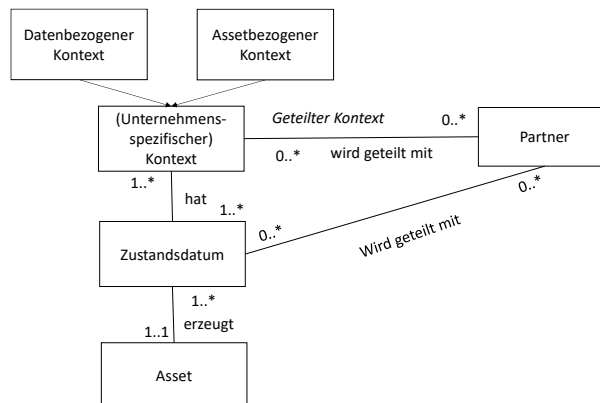 Datenbezogener
Kontext
Assetbezogener
Kontext
(Unternehmens-
spezifischer)
Kontext
Geteilter Kontext
0..*
0..*
wird geteilt mit
Partner
1..*
hat
1..*
0..*
0..*
Wird geteilt mit
Zustandsdatum
1..*
erzeugt
1..1
Asset